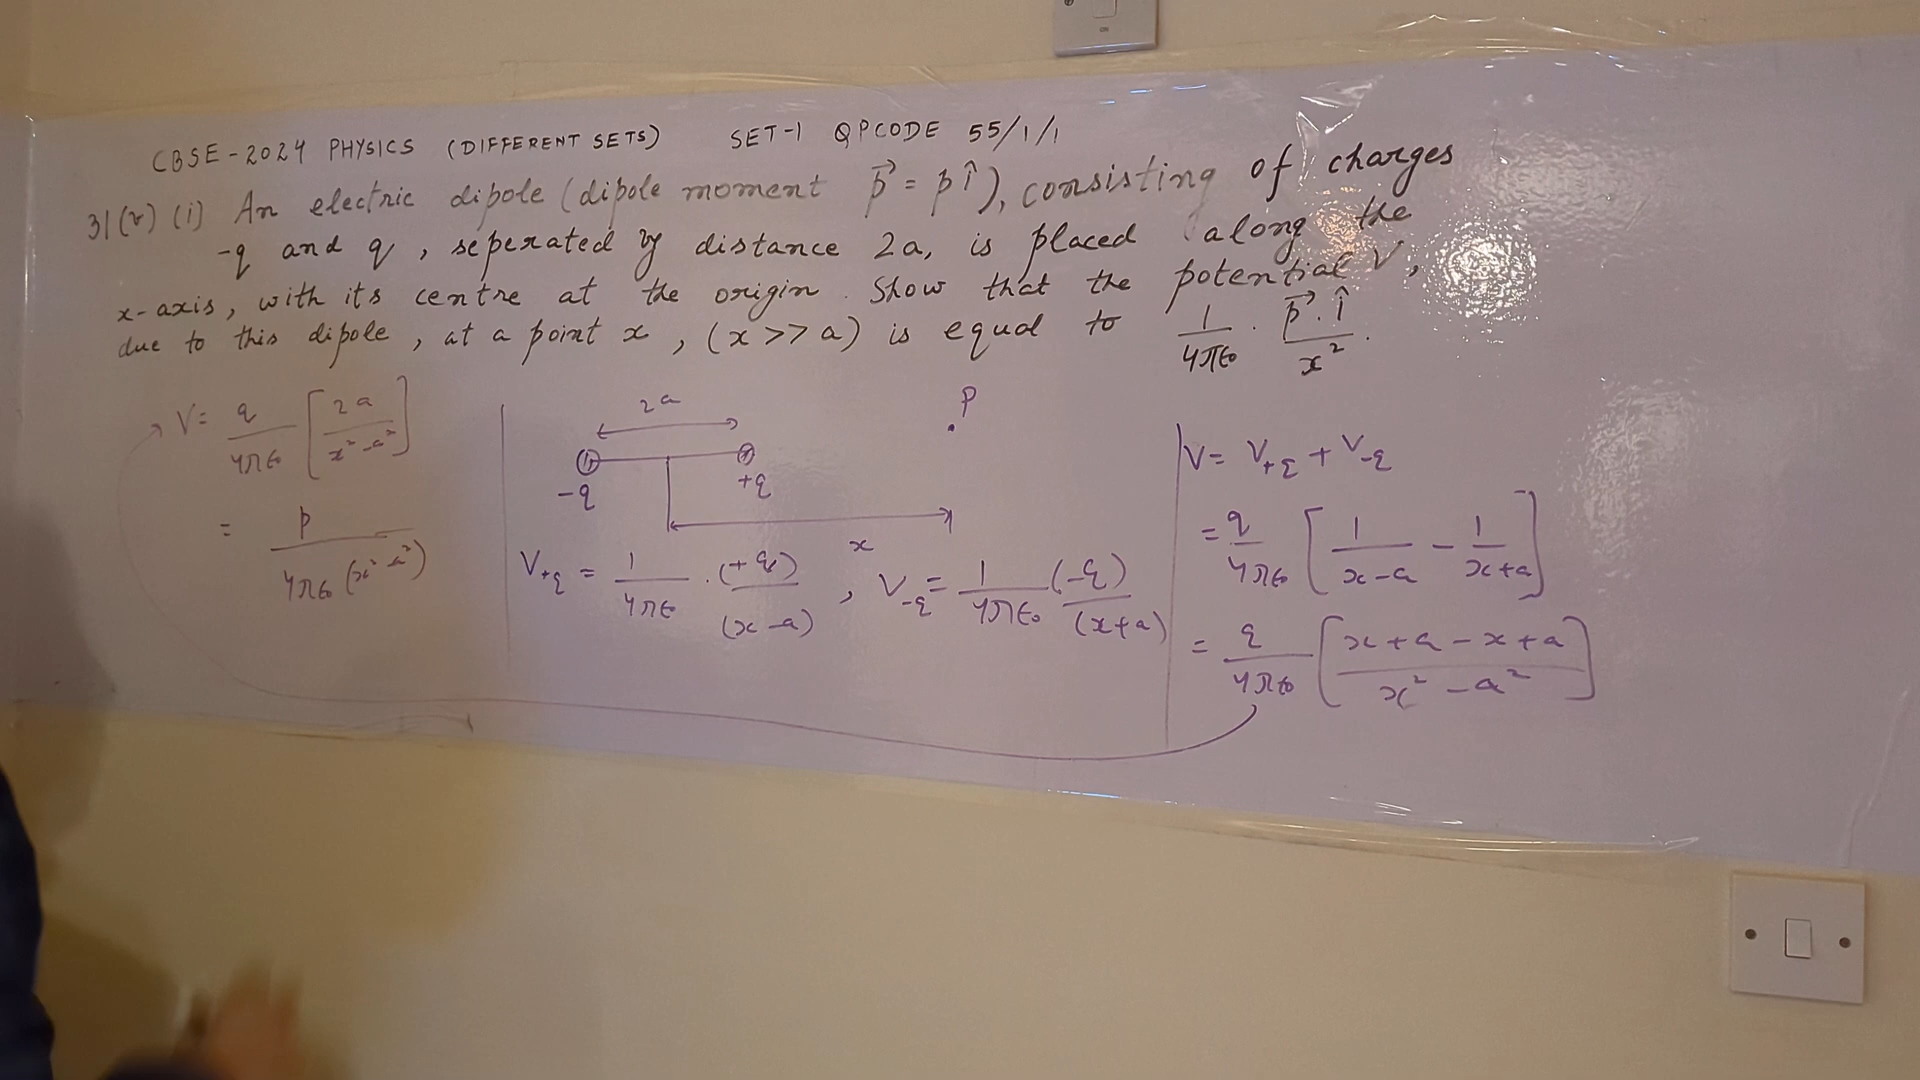 CBSE-2024 PHYSICS (DIFFERENT SETS) SET-1 QPCODE 55/1/1
31(b) (i) An electric dipole (dipole moment p⃗ = p î), consisting of charges
-q and q, seperated by distance 2a, is placed along the
x-axis, with its centre at the origin. Show that the potential V,
due to this dipole, at a point x, (x >> a) is equal to 1/4πε₀ · p⃗·î/x².
V = q/4πε₀ [2a/x²-a²]
= p/4πε₀(x²-a²)
2a
P
-q
+q
x
V+q = 1/4πε₀ · (+q)/(x-a), V-q = 1/4πε₀ (-q)/(x+a)
V = V+q + V-q
= q/4πε₀ [1/x-a - 1/x+a]
= q/4πε₀ [x+a-x+a/x²-a²]